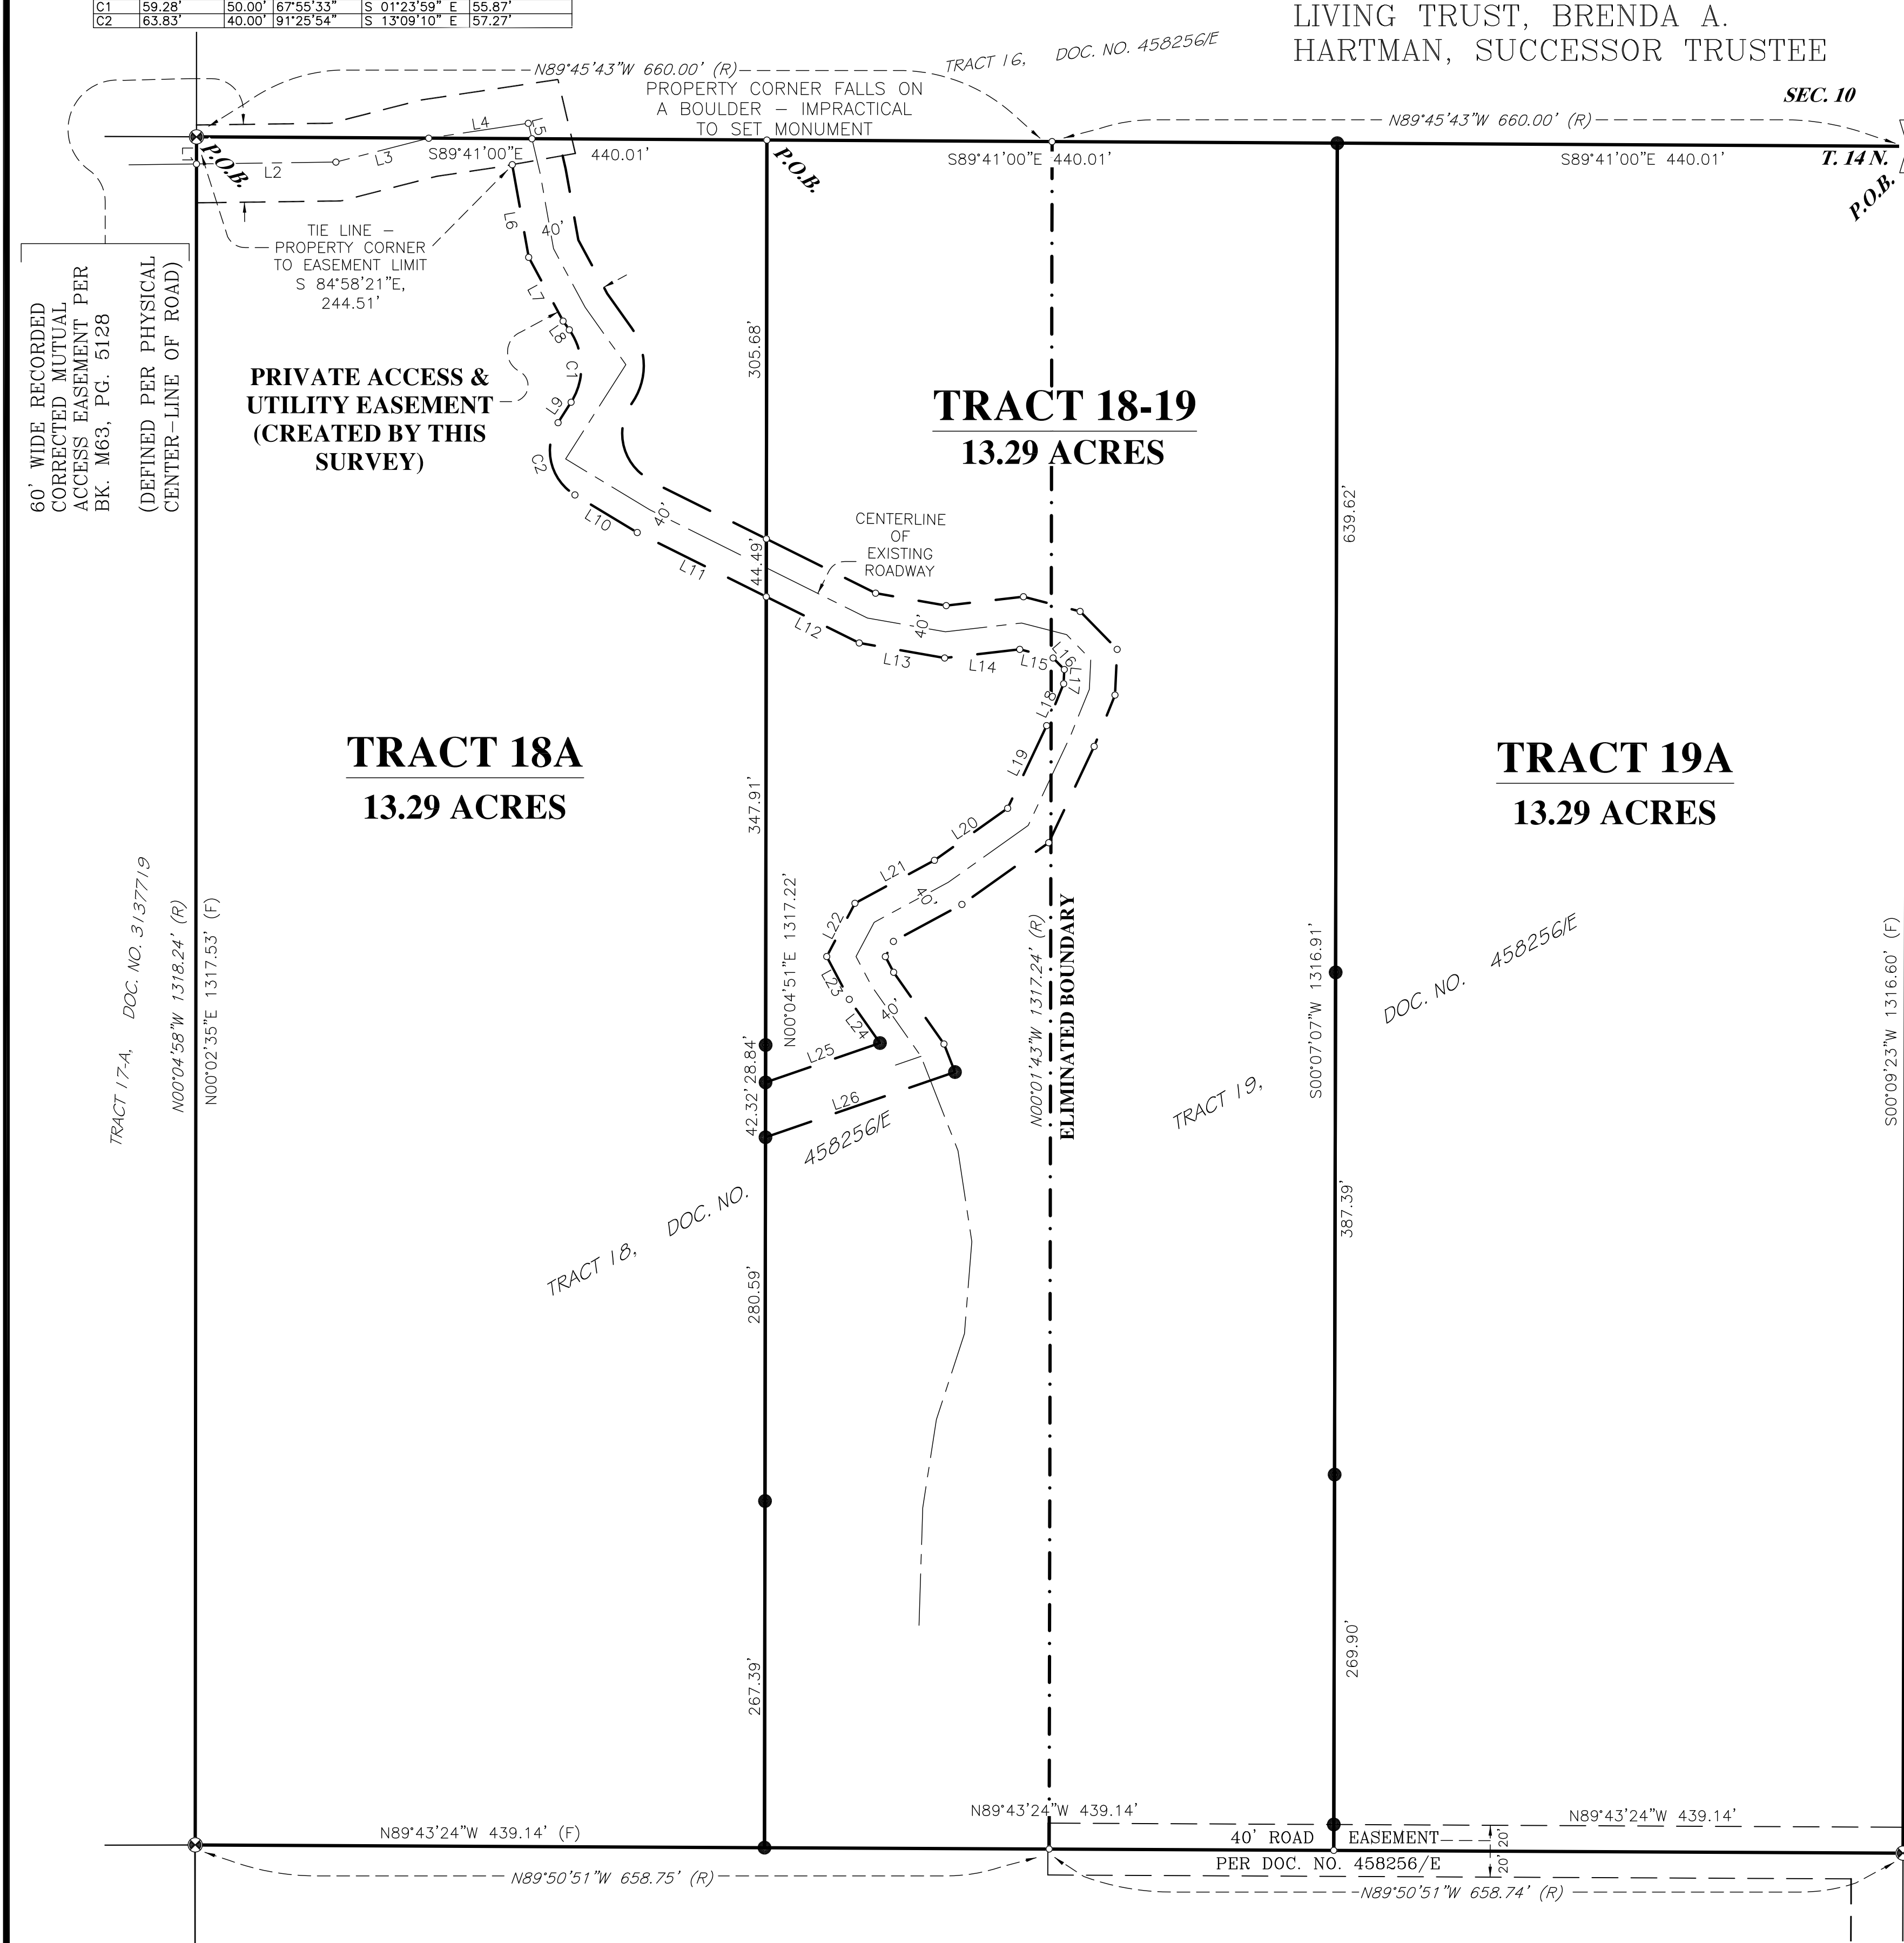 C1 59.28' 50.00' 67°55'33" S 01°23'59" E 55.87'
C2 63.83' 40.00' 91°25'54" S 13°09'10" E 57.27'
LIVING TRUST, BRENDA A.
HARTMAN, SUCCESSOR TRUSTEE
TRACT 16, DOC. NO. 458256/E
SEC. 10
N89°45'43"W 660.00' (R)
PROPERTY CORNER FALLS ON
A BOULDER – IMPRACTICAL
TO SET MONUMENT
N89°45'43"W 660.00' (R)
L1
P.O.B.
L2
L3
L4
L5
S89°41'00"E 440.01'
P.O.B.
S89°41'00"E 440.01'
S89°41'00"E 440.01'
T. 14 N.
P.O.B.
TIE LINE –
PROPERTY CORNER
TO EASEMENT LIMIT
S 84°58'21"E,
244.51'
L6
40'
L7
L8
C1
L9
C2
L10
40'
L11
60' WIDE RECORDED
CORRECTED MUTUAL
ACCESS EASEMENT PER
BK. M63, PG. 5128
(DEFINED PER PHYSICAL
CENTER-LINE OF ROAD)
PRIVATE ACCESS &
UTILITY EASEMENT
(CREATED BY THIS
SURVEY)
305.68'
TRACT 18-19
13.29 ACRES
639.62'
CENTERLINE
OF
EXISTING
ROADWAY
44.49'
L12
40'
L13
L14
L15
L16
L17
L18
L19
L20
L21
40'
L22
L23
L24
40'
L25
L26
TRACT 18A
13.29 ACRES
TRACT 19A
13.29 ACRES
347.91'
TRACT 17-A, DOC. NO. 3137719
N00°04'58"W 1318.24' (R)
N00°02'35"E 1317.53' (F)
N00°04'51"E 1317.22'
28.84'
42.32'
N00°01'43"W 1317.24' (R)
ELIMINATED BOUNDARY
S00°07'07"W 1316.91'
S00°09'23"W 1316.60' (F)
TRACT 19, DOC. NO. 458256/E
TRACT 18, DOC. NO. 458256/E
280.59'
387.39'
267.39'
269.90'
N89°43'24"W 439.14' (F)
N89°43'24"W 439.14'
N89°43'24"W 439.14'
40' ROAD EASEMENT
PER DOC. NO. 458256/E
20'
20'
N89°50'51"W 658.75' (R)
N89°50'51"W 658.74' (R)